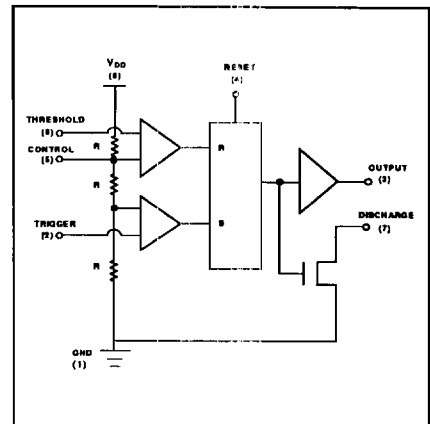 VDD
(8)
RESET
(4)
THRESHOLD
(6)
R
R
CONTROL
(5)
OUTPUT
(3)
R
DISCHARGE
(7)
TRIGGER
(2)
S
R
GND
(1)